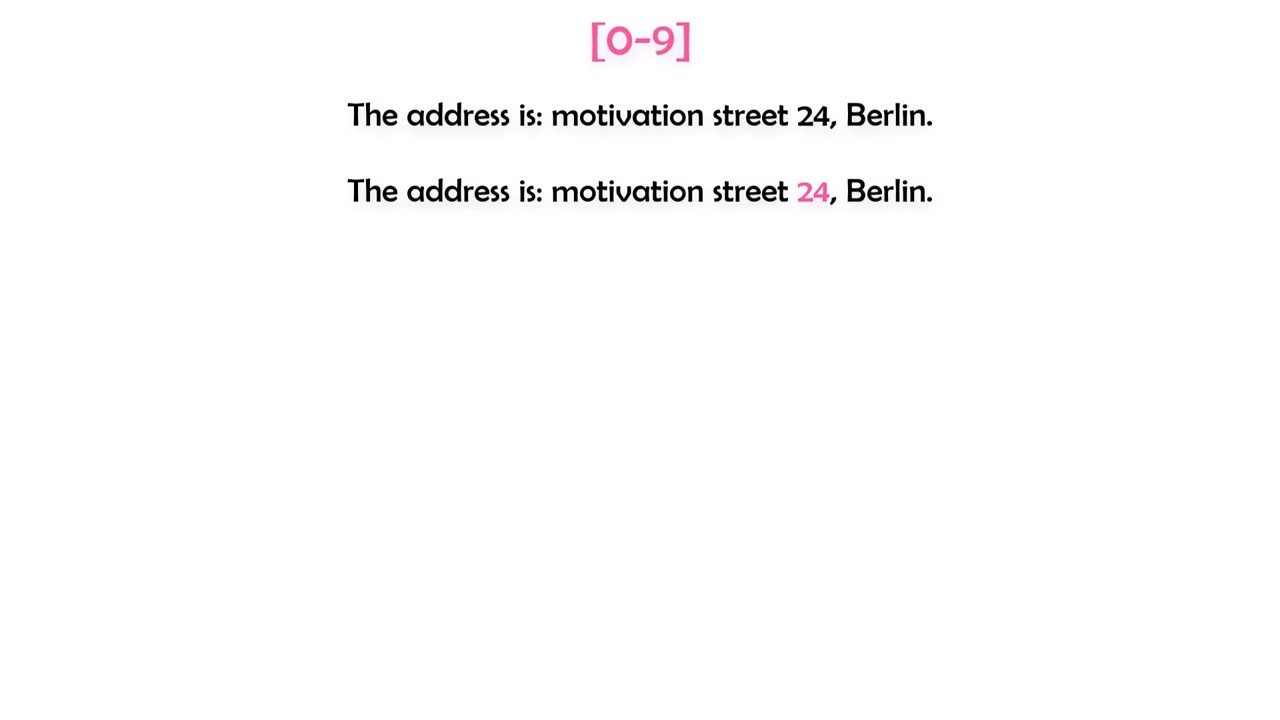 [0-9]
The address is: motivation street 24, Berlin.
The address is: motivation street 24, Berlin.